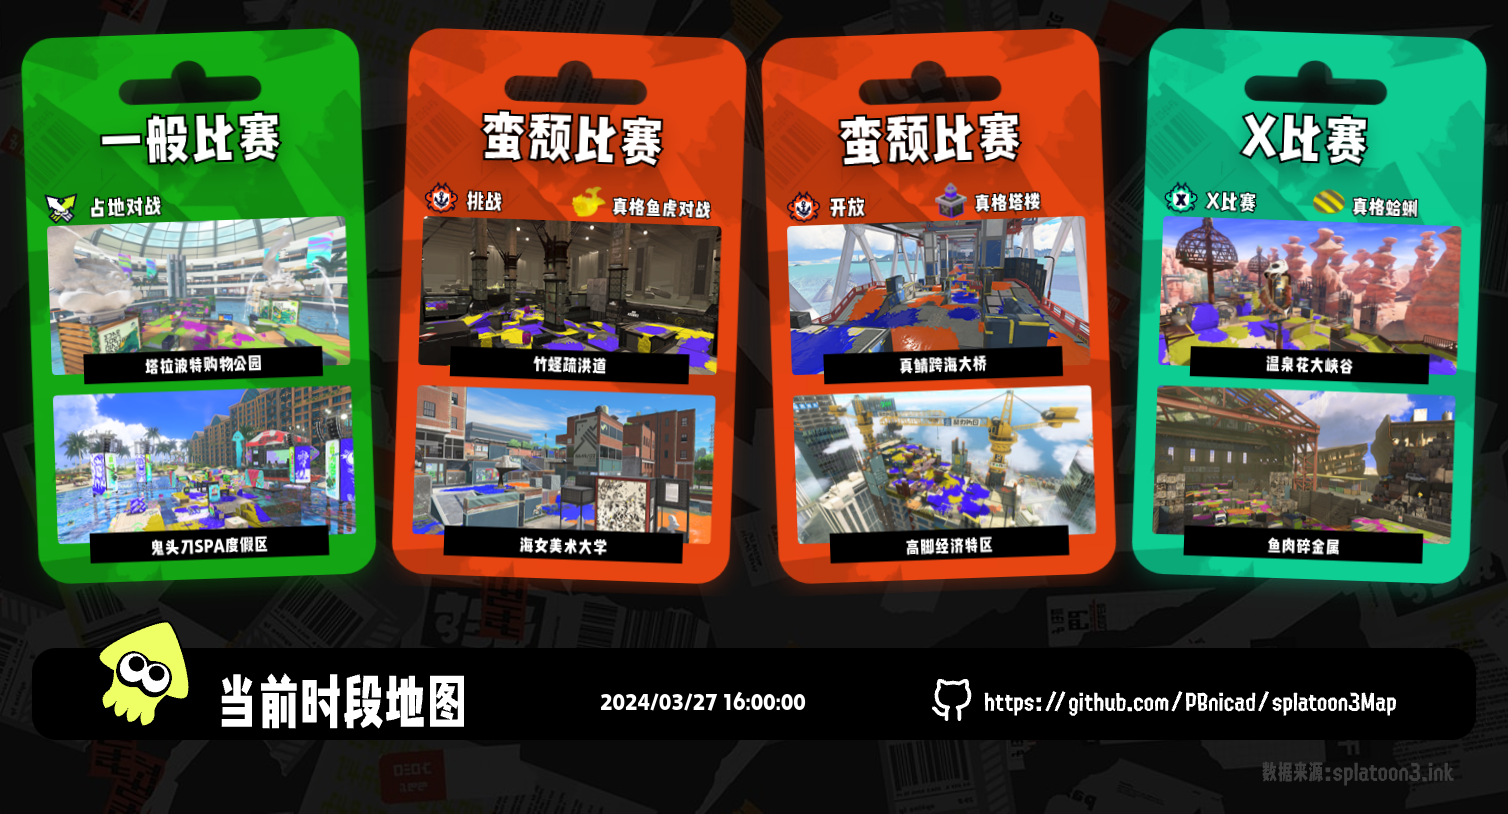 一般比赛
占地对战
塔拉波特购物公园
鬼头刀SPA度假区
蛮颓比赛
挑战
真格鱼虎对战
竹蛏疏洪道
海女美术大学
蛮颓比赛
开放
真格塔楼
真鲷跨海大桥
高脚经济特区
X比赛
X比赛
真格蛤蜊
温泉花大峡谷
鱼肉碎金属
当前时段地图
2024/03/27 16:00:00
https://github.com/PBnicad/splatoon3Map
数据来源:splatoon3.ink